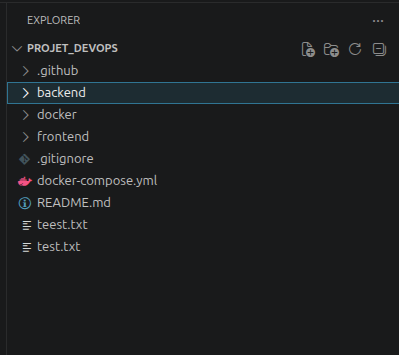 EXPLORER
PROJET_DEVOPS
.github
backend
docker
frontend
.gitignore
docker-compose.yml
README.md
teest.txt
test.txt